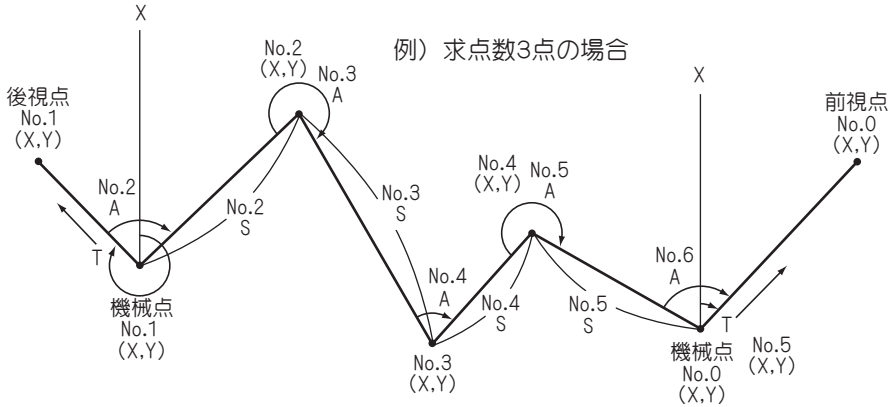 例）求点数3点の場合
X
後視点
No.1
(X,Y)
No.2
A
T
機械点
No.1
(X,Y)
No.2
S
No.2
(X,Y)
No.3
A
No.3
S
No.4
A
No.3
(X,Y)
No.4
S
No.4
(X,Y)
No.5
A
No.5
S
No.6
A
X
T
機械点
No.0
(X,Y)
No.5
(X,Y)
前視点
No.0
(X,Y)